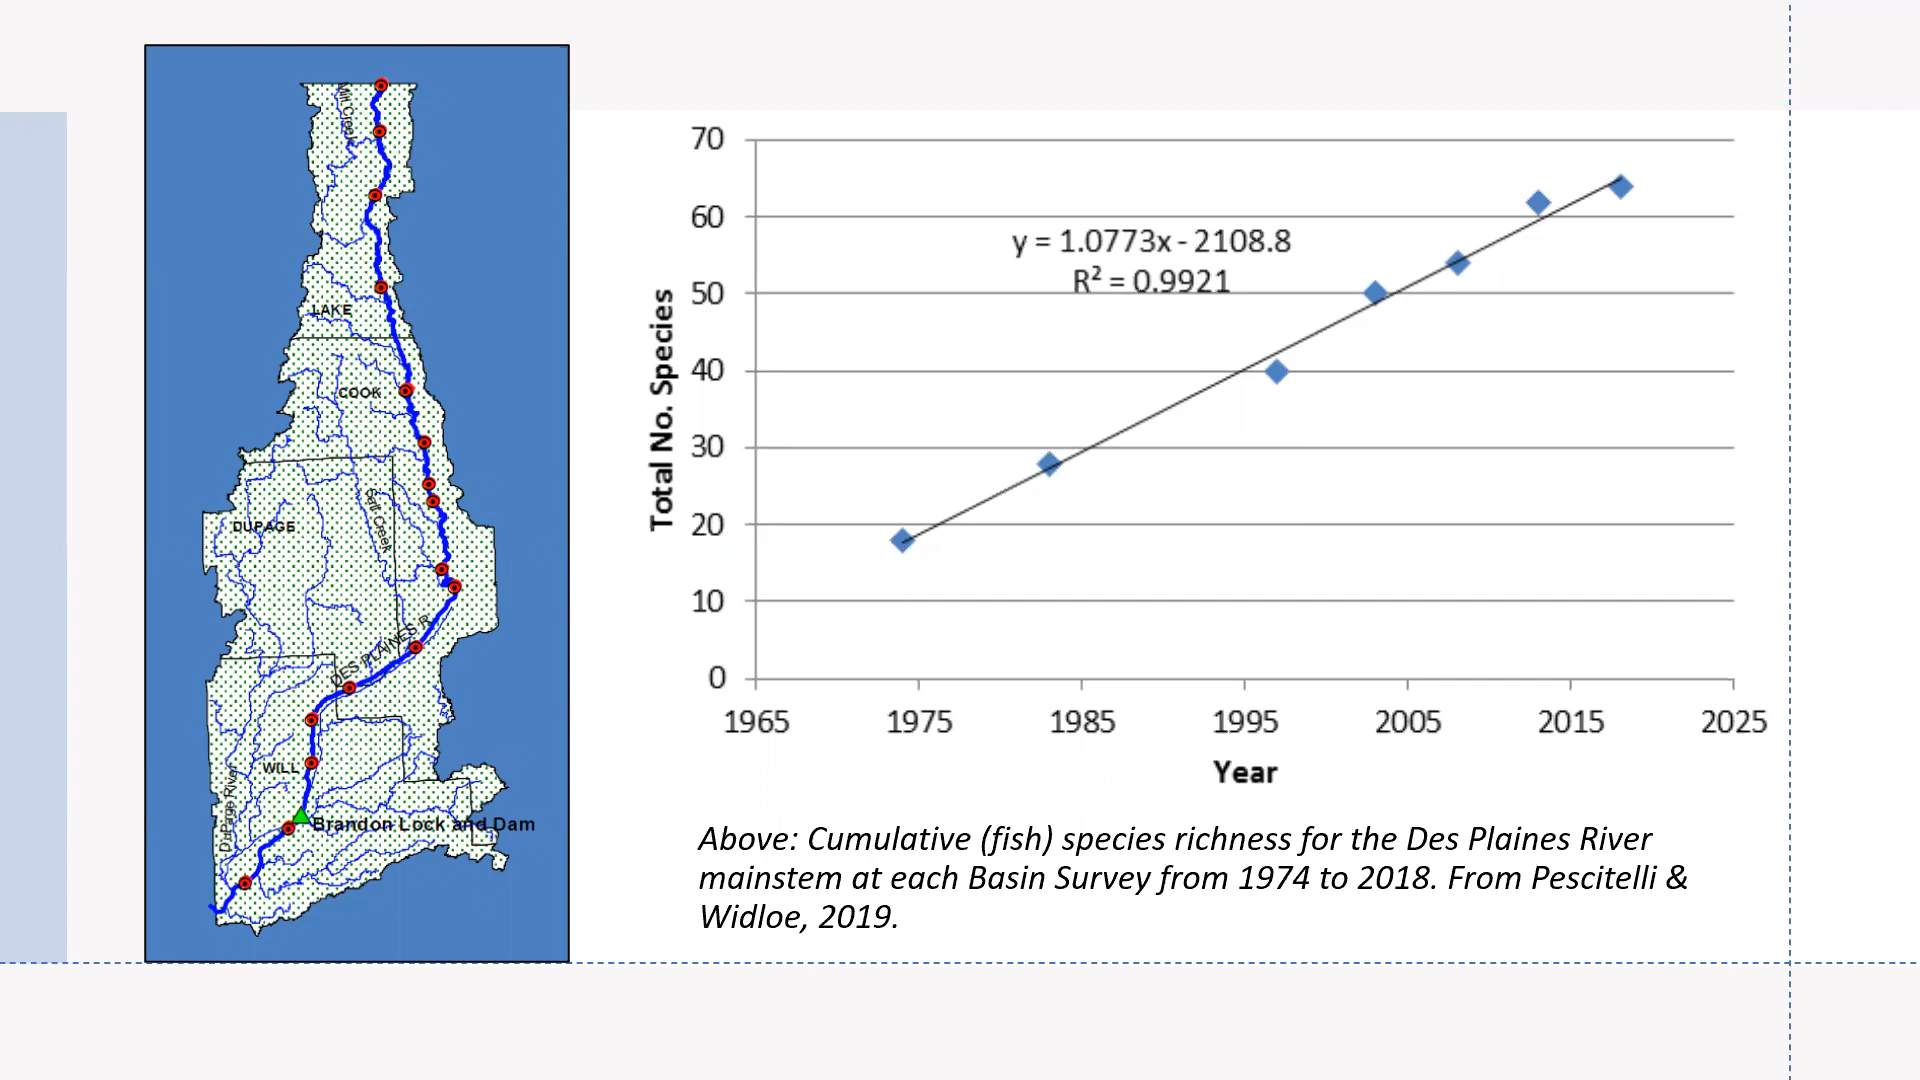 Mill Creek
LAKE
COOK
Salt Creek
DUPAGE
DES PLAINES R.
WILL
DuPage River
Brandon Lock and Dam
70
60
50
40
30
20
10
0
Total No. Species
y = 1.0773x - 2108.8
R² = 0.9921
1965 1975 1985 1995 2005 2015 2025
Year
Above: Cumulative (fish) species richness for the Des Plaines River
mainstem at each Basin Survey from 1974 to 2018. From Pescitelli &
Widloe, 2019.